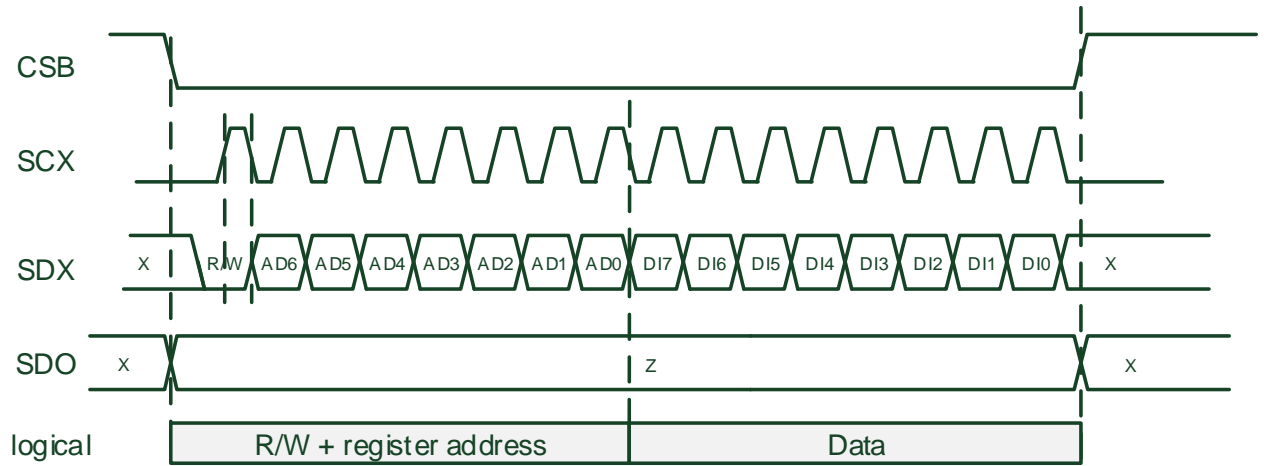 CSB
SCX
SDX X R/W AD6 AD5 AD4 AD3 AD2 AD1 AD0 DI7 DI6 DI5 DI4 DI3 DI2 DI1 DI0 X
SDO X Z X
logical R/W + register address Data